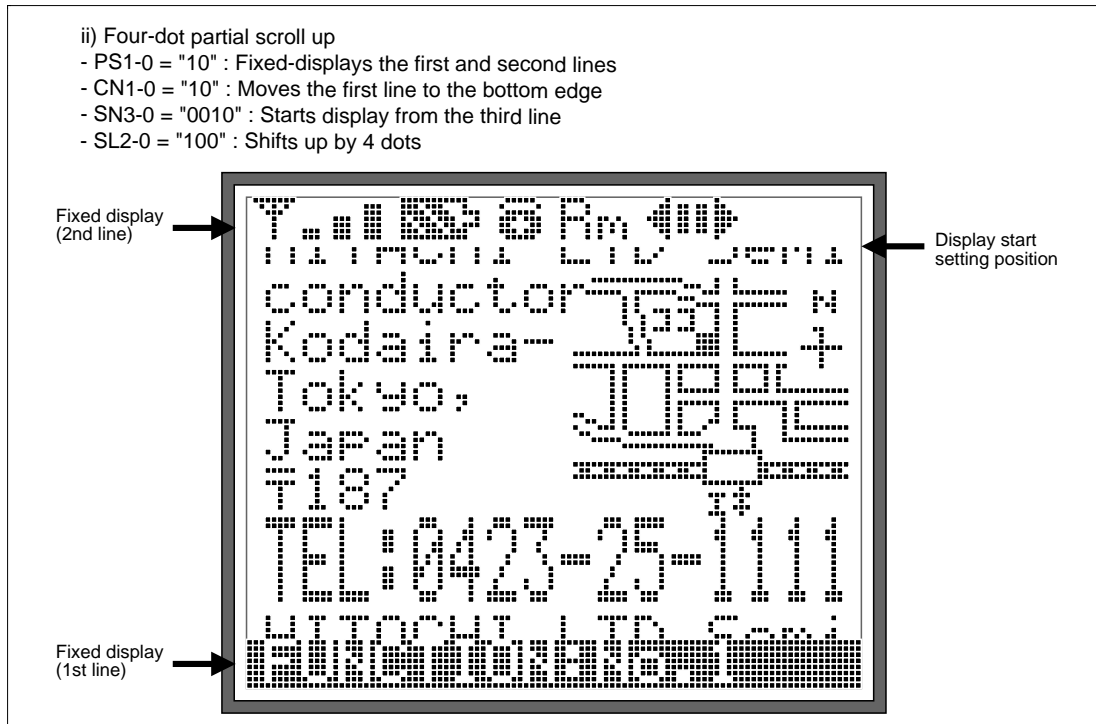 ii) Four-dot partial scroll up
- PS1-0 = "10" : Fixed-displays the first and second lines
- CN1-0 = "10" : Moves the first line to the bottom edge
- SN3-0 = "0010" : Starts display from the third line
- SL2-0 = "100" : Shifts up by 4 dots
Fixed display
(2nd line)
Display start
setting position
Rm
conductor
N
Kodaira-
Tokyo,
Japan
T187
TEL:0423-25-1111
Fixed display
(1st line)